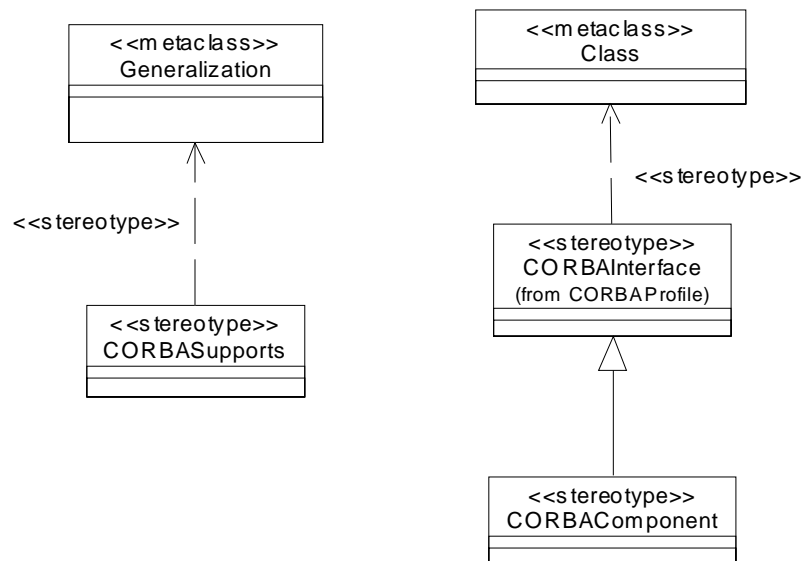 <<metaclass>>
Generalization
<<metaclass>>
Class
<<stereotype>>
<<stereotype>>
<<stereotype>>
CORBAInterface
(from CORBAProfile)
<<stereotype>>
CORBASupports
<<stereotype>>
CORBAComponent